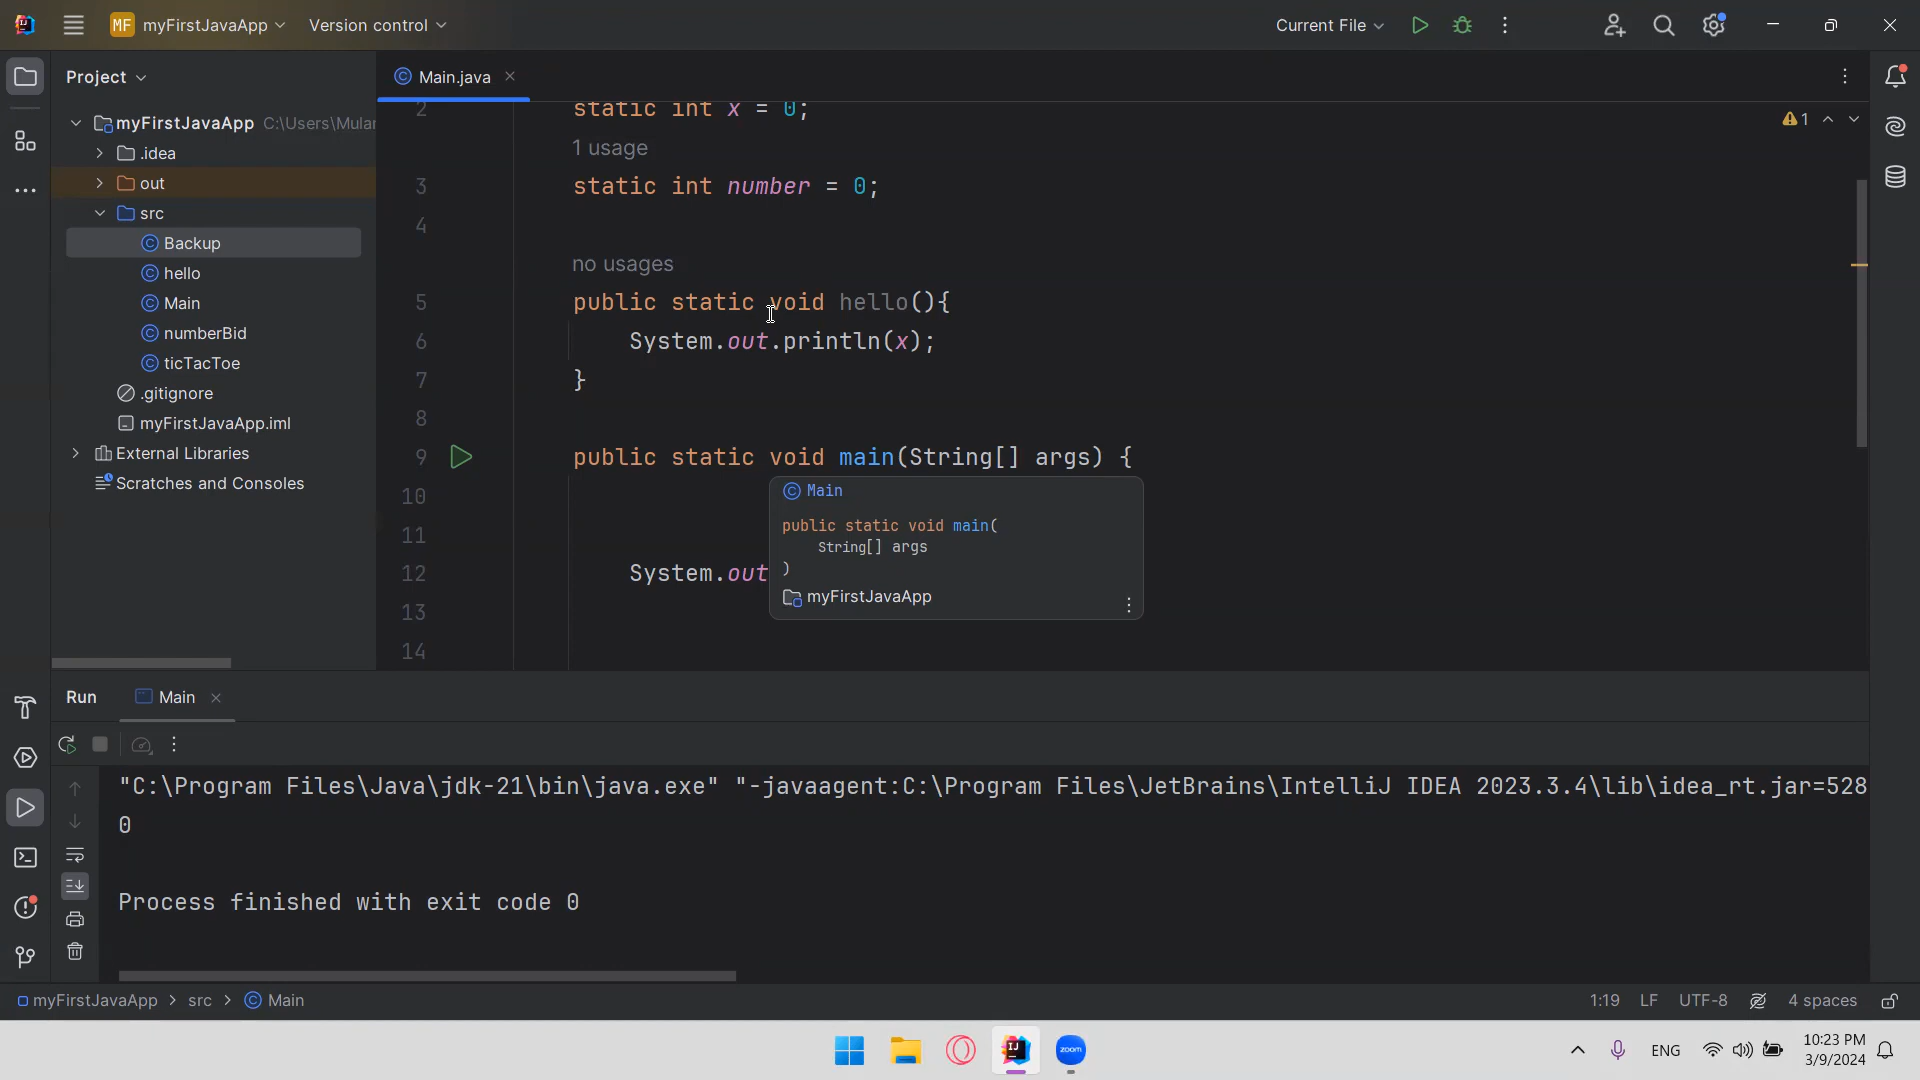 MF myFirstJavaApp Version control Current File
Project
Main.java
myFirstJavaApp C:\Users\Mular
.idea
out
src
Backup
hello
Main
numberBid
ticTacToe
.gitignore
myFirstJavaApp.iml
External Libraries
Scratches and Consoles
1
2 static int x = 0;
1 usage
3 static int number = 0;
4
no usages
5 public static void hello(){
6 System.out.println(x);
7 }
8
9 public static void main(String[] args) {
10
11
12 System.out
13
14
Main
public static void main(
String[] args
)
myFirstJavaApp
Run Main
"C:\Program Files\Java\jdk-21\bin\java.exe" "-javaagent:C:\Program Files\JetBrains\IntelliJ IDEA 2023.3.4\lib\idea_rt.jar=528
0
Process finished with exit code 0
myFirstJavaApp > src > Main 1:19 LF UTF-8 4 spaces
IJ zoom ENG 10:23 PM
3/9/2024